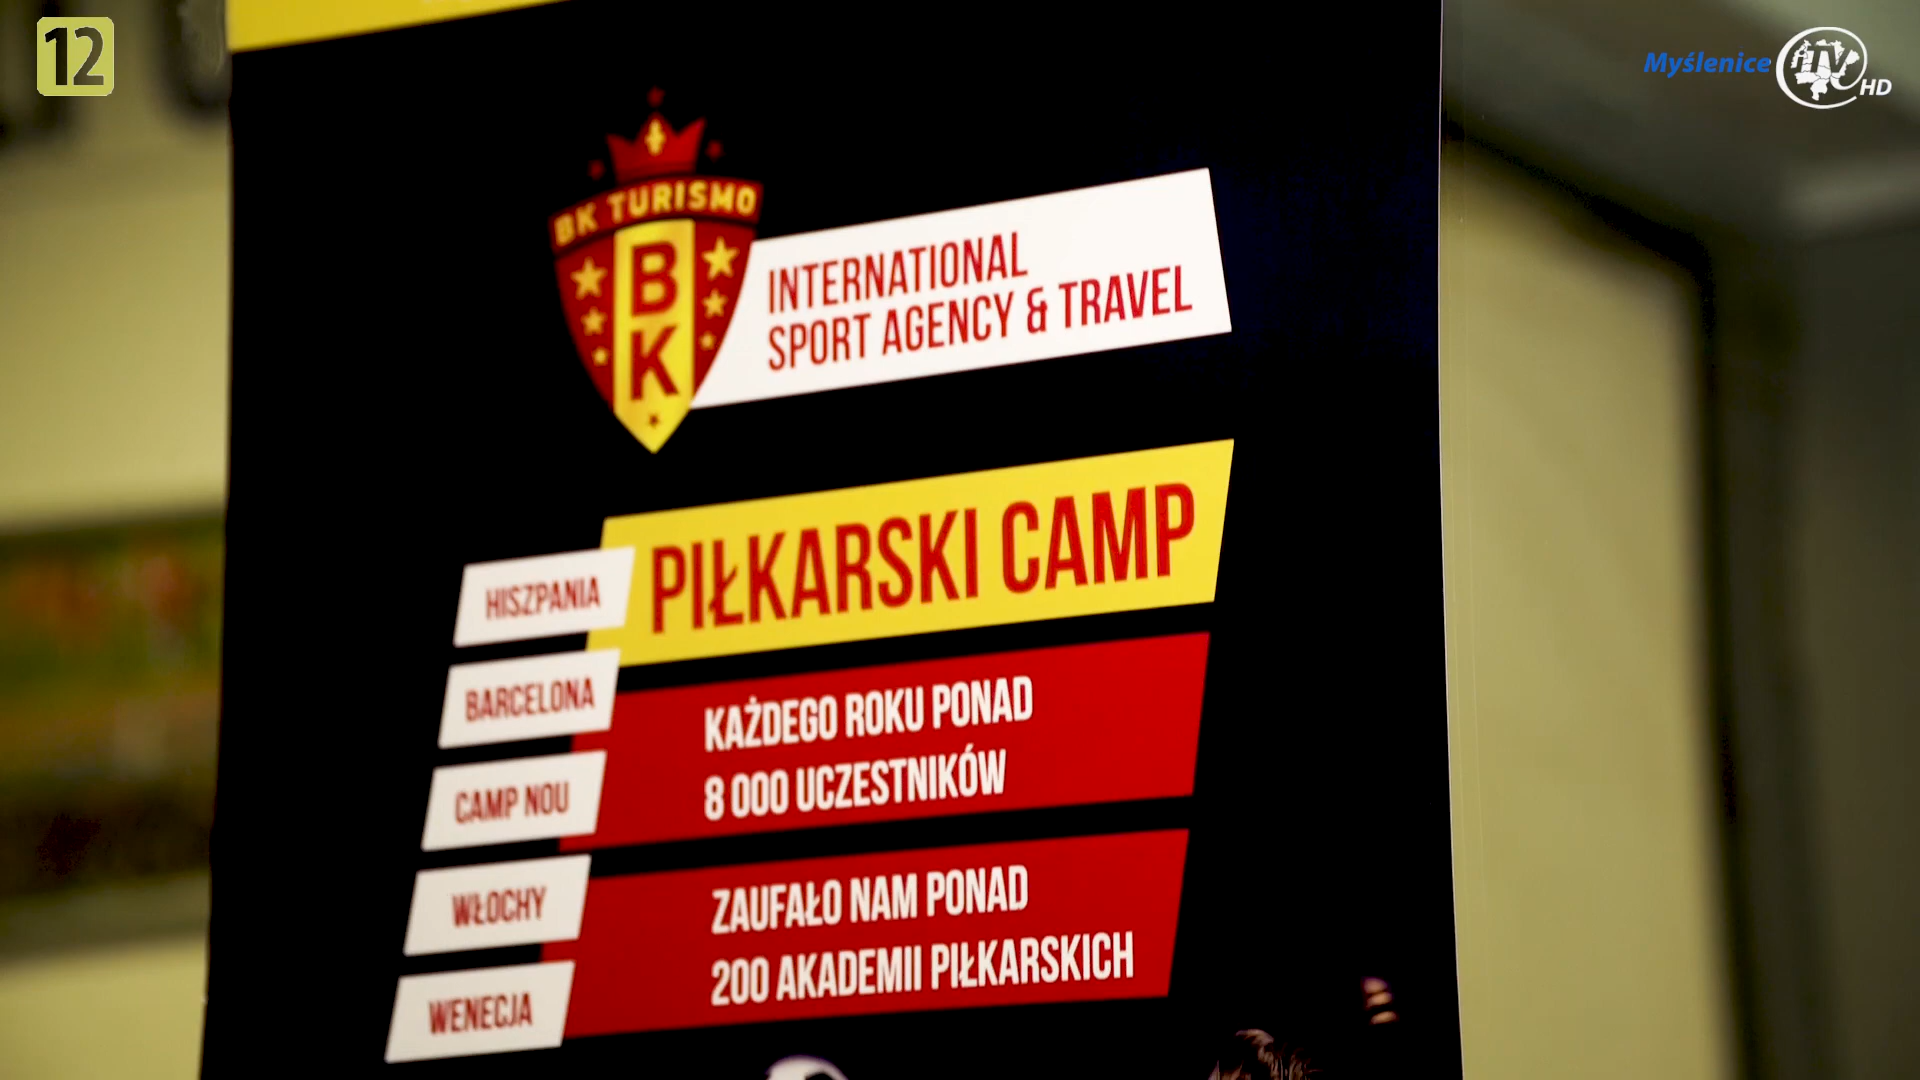 12
Myślenice iTV HD
BK TURISMO
B
K
INTERNATIONAL
SPORT AGENCY & TRAVEL
PIŁKARSKI CAMP
HISZPANIA
BARCELONA
CAMP NOU
WŁOCHY
WENECJA
KAŻDEGO ROKU PONAD
8 000 UCZESTNIKÓW
ZAUFAŁO NAM PONAD
200 AKADEMII PIŁKARSKICH